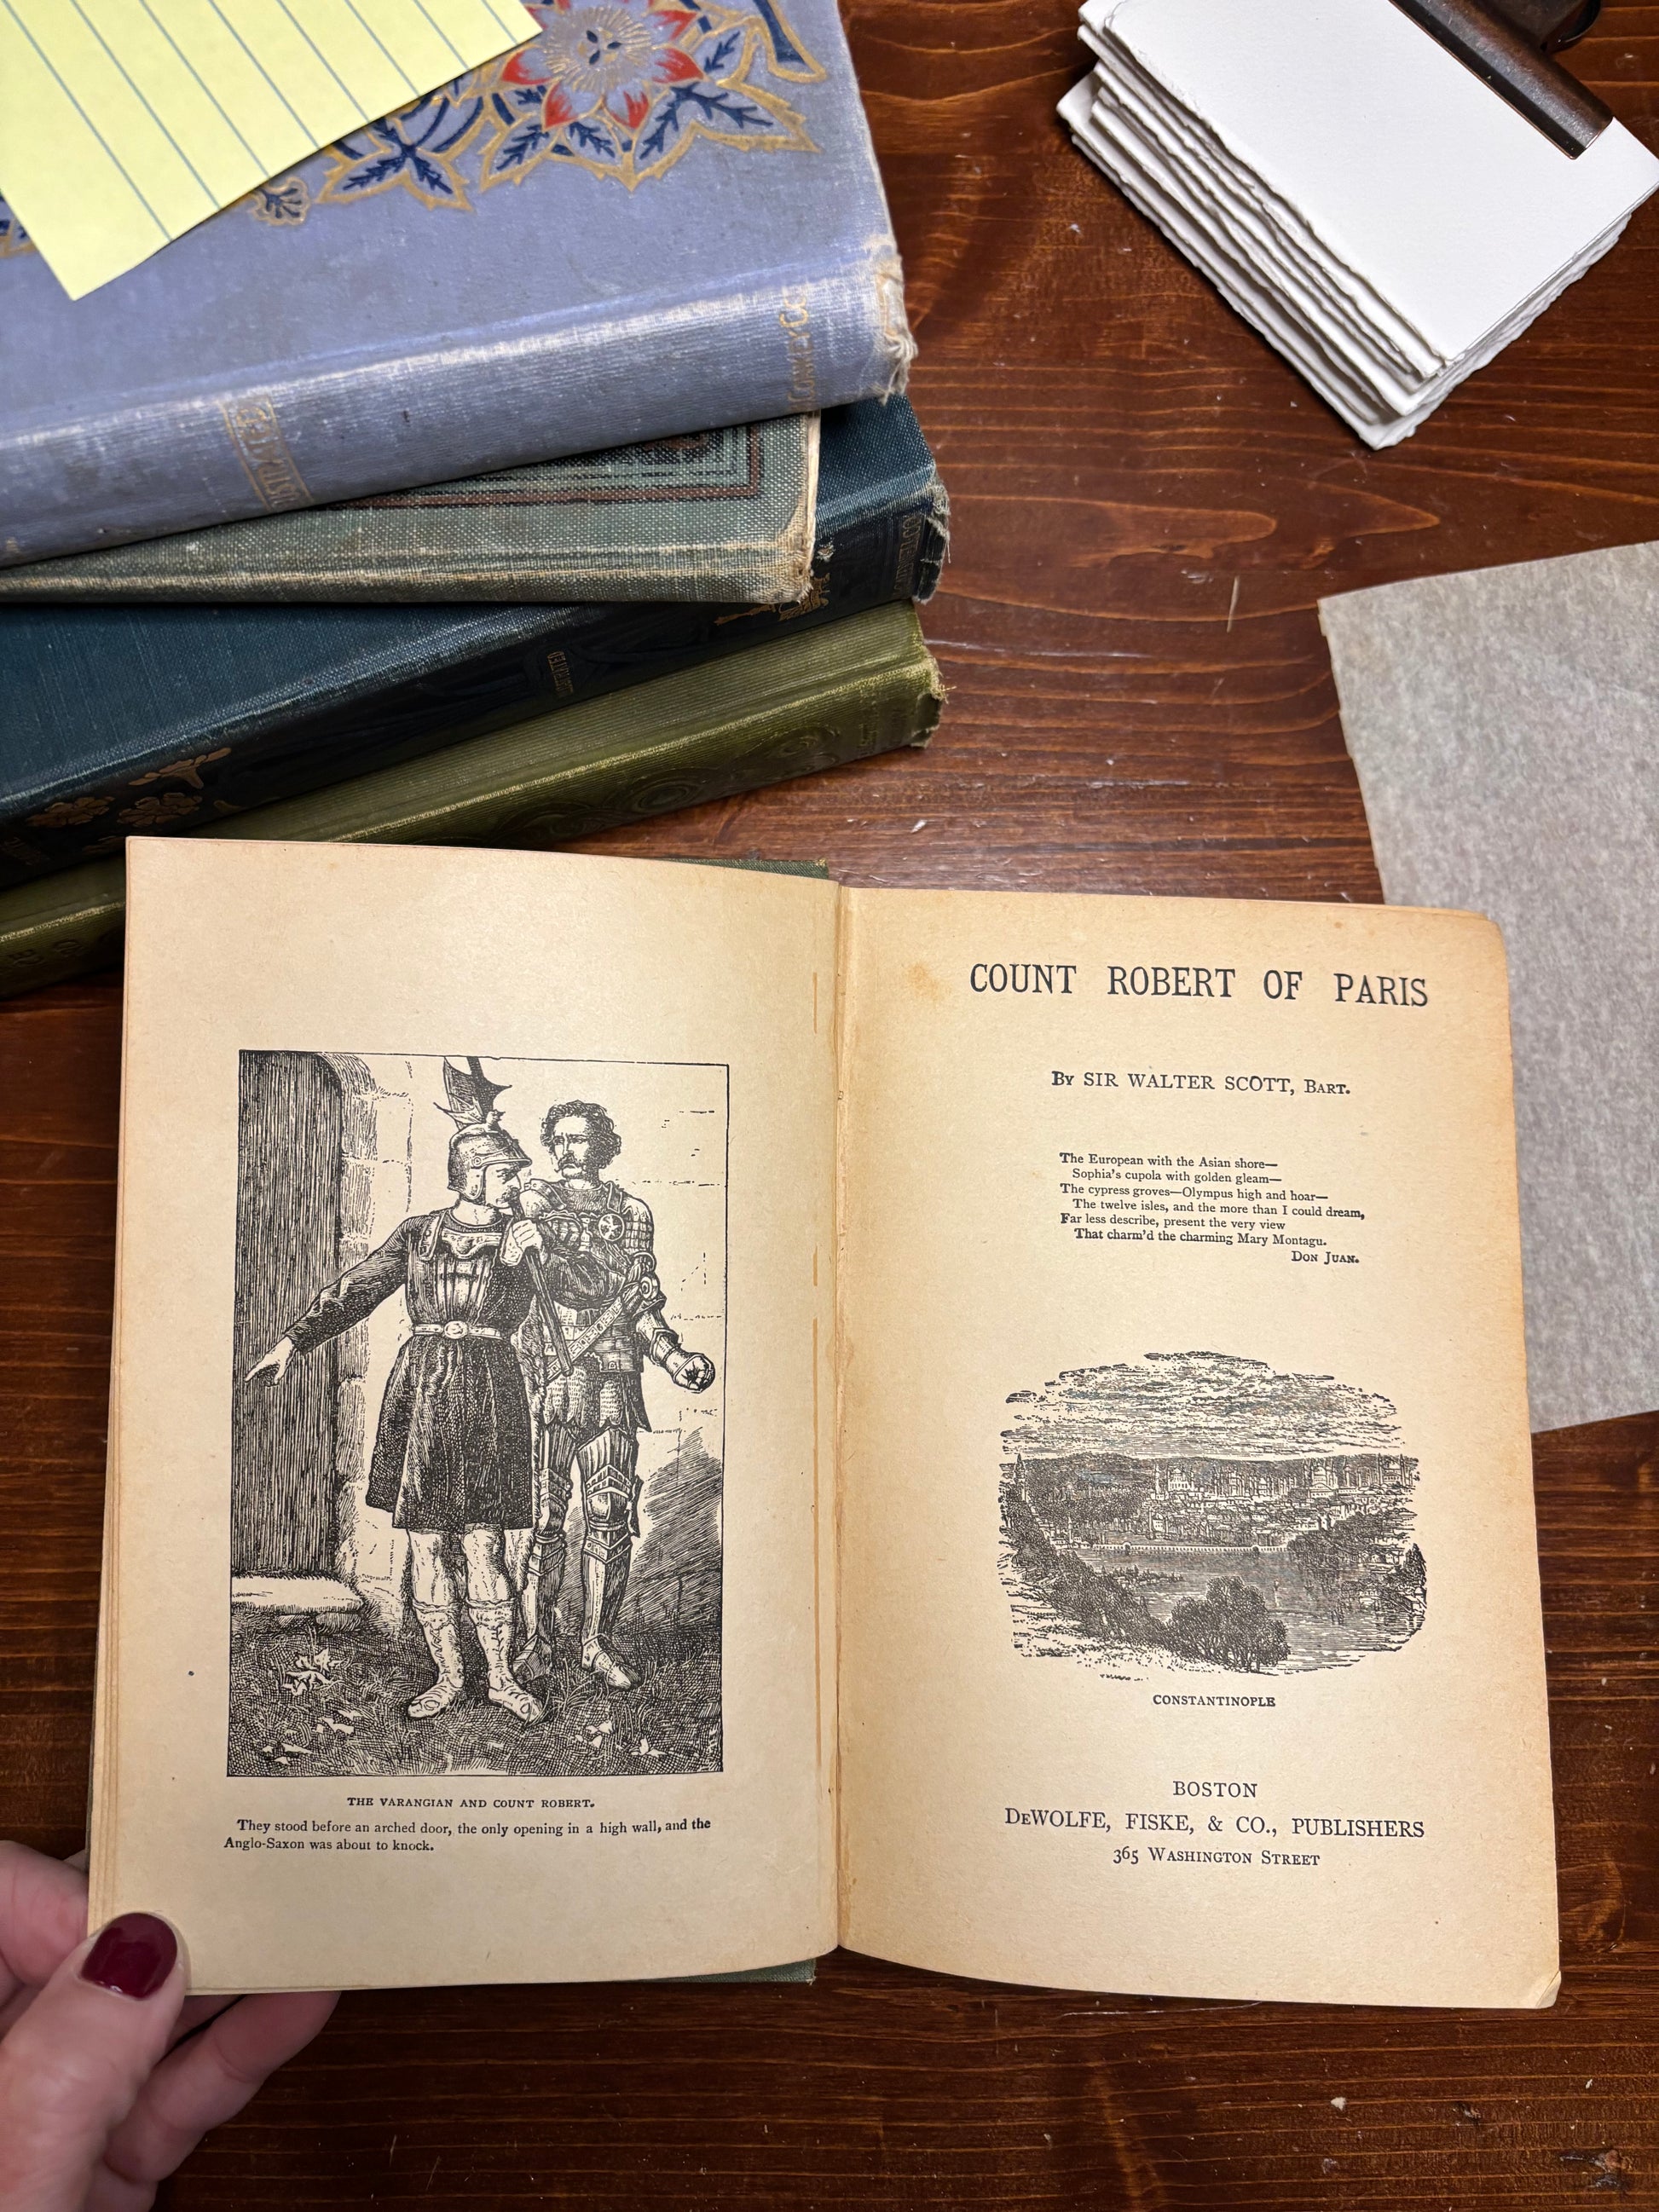 ILLUSTRATED
CONKEY CO.
ILLUSTRATED
THE VARANGIAN AND COUNT ROBERT.
They stood before an arched door, the only opening in a high wall, and the
Anglo-Saxon was about to knock.
COUNT ROBERT OF PARIS
By SIR WALTER SCOTT, Bart.
The European with the Asian shore—
Sophia's cupola with golden gleam—
The cypress groves—Olympus high and hoar—
The twelve isles, and the more than I could dream,
Far less describe, present the very view
That charm'd the charming Mary Montagu.
Don Juan.
CONSTANTINOPLE
BOSTON
DeWOLFE, FISKE, & CO., PUBLISHERS
365 Washington Street